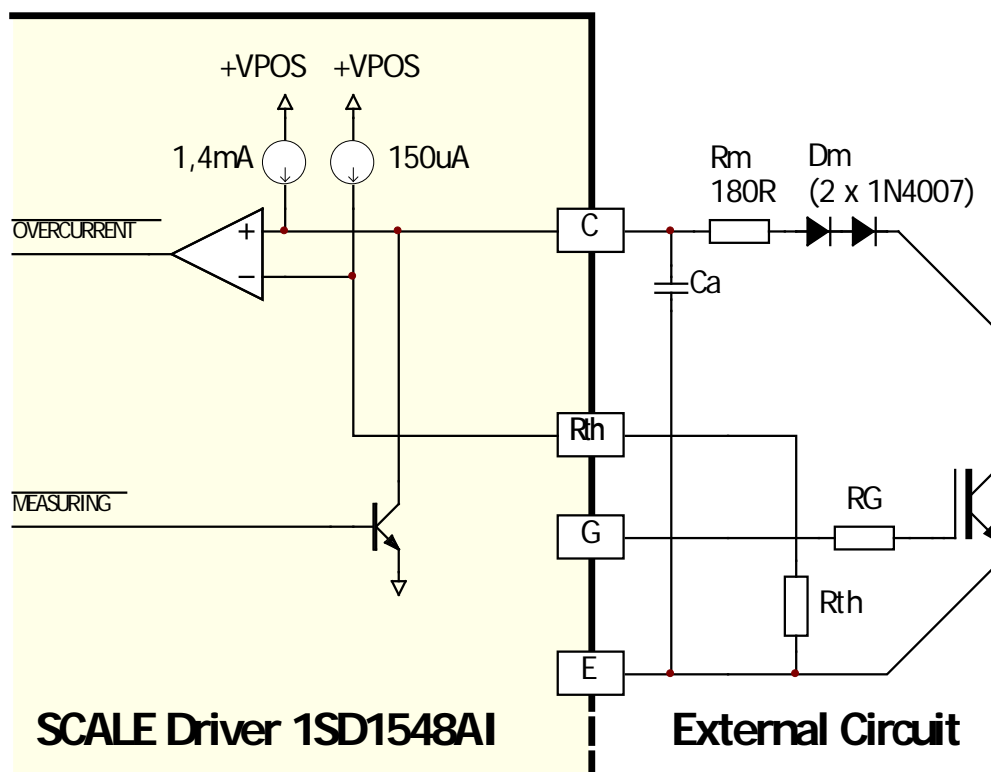 +VPOS +VPOS
1,4mA
150uA
Rm
180R
Dm
(2 x 1N4007)
OVERCURRENT
+
−
C
Ca
Rth
MEASURING
RG
G
Rth
E
SCALE Driver 1SD1548AI
External Circuit